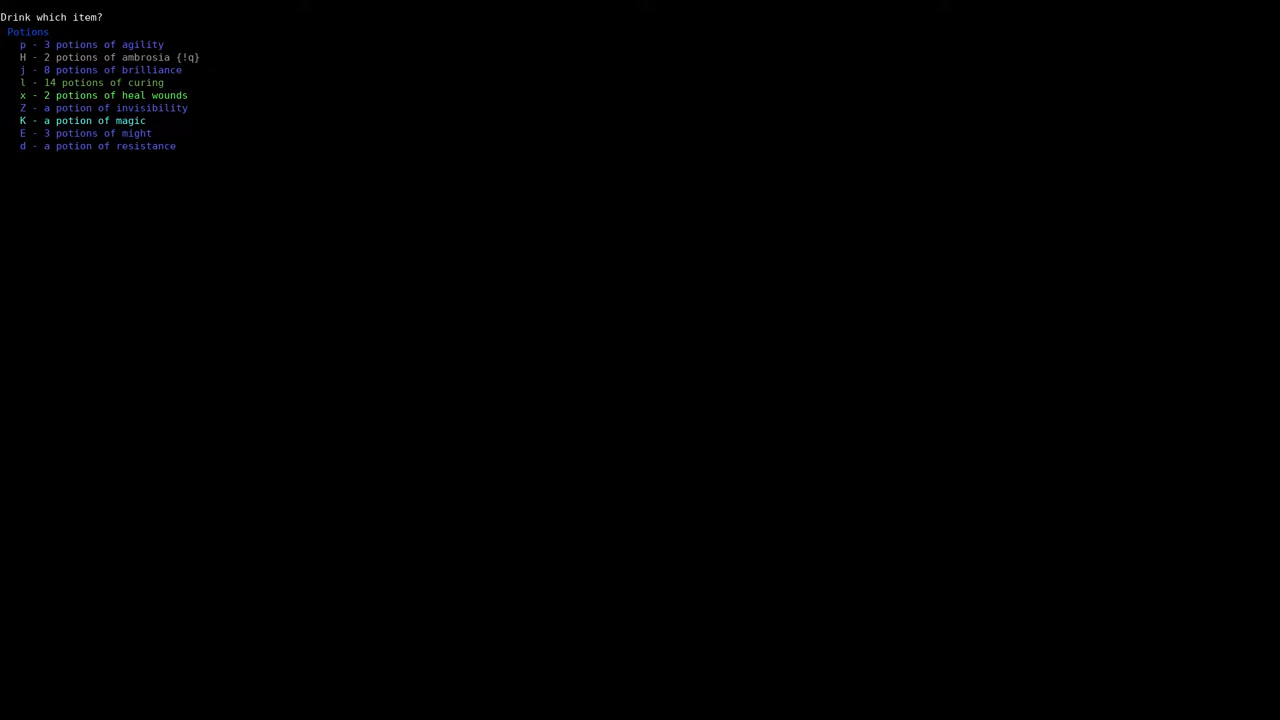 Drink which item?
Potions
p - 3 potions of agility
H - 2 potions of ambrosia {!q}
j - 8 potions of brilliance
l - 14 potions of curing
x - 2 potions of heal wounds
Z - a potion of invisibility
K - a potion of magic
E - 3 potions of might
d - a potion of resistance